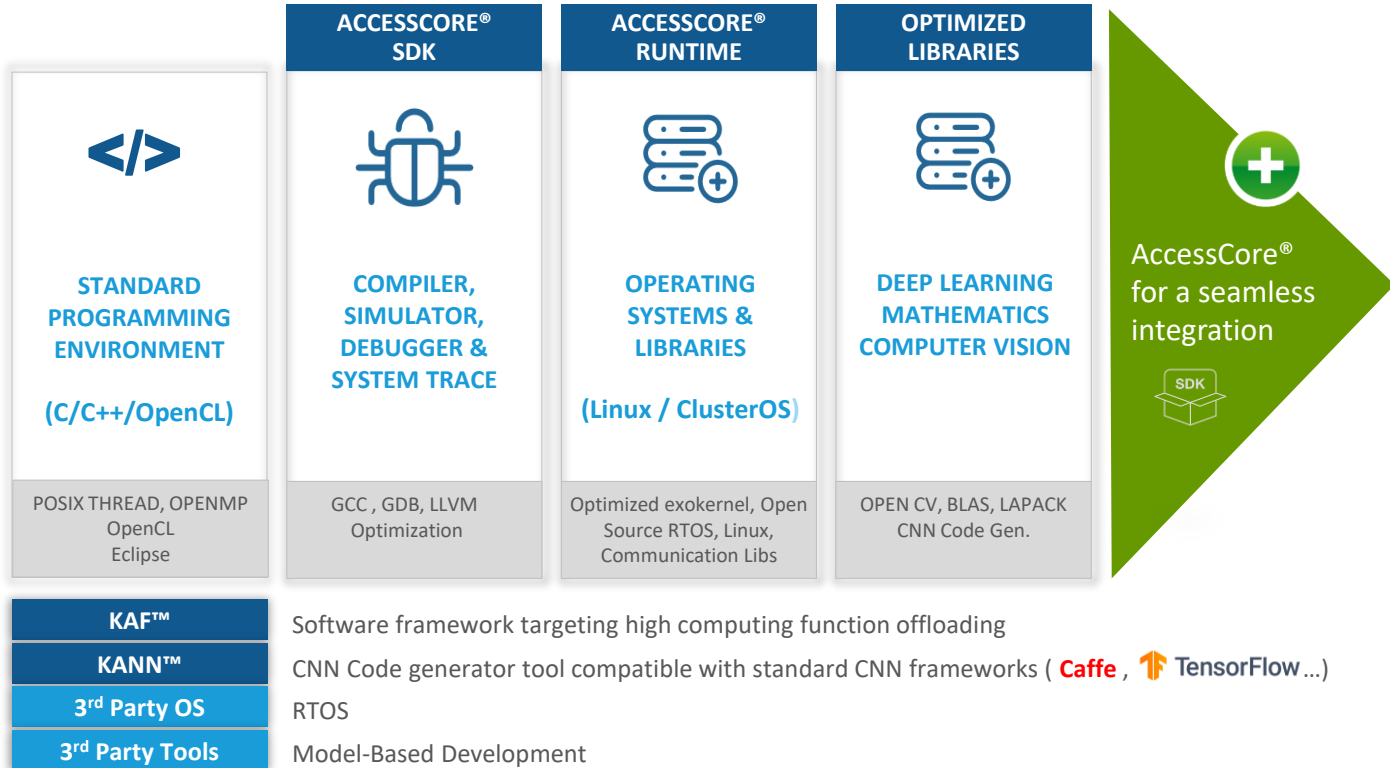 </>
STANDARD
PROGRAMMING
ENVIRONMENT
(C/C++/OpenCL)
POSIX THREAD, OPENMP
OpenCL
Eclipse
ACCESSCORE®
SDK
COMPILER,
SIMULATOR,
DEBUGGER &
SYSTEM TRACE
GCC , GDB, LLVM
Optimization
ACCESSCORE®
RUNTIME
OPERATING
SYSTEMS &
LIBRARIES
(Linux / ClusterOS)
Optimized exokernel, Open
Source RTOS, Linux,
Communication Libs
OPTIMIZED
LIBRARIES
DEEP LEARNING
MATHEMATICS
COMPUTER VISION
OPEN CV, BLAS, LAPACK
CNN Code Gen.
AccessCore®
for a seamless
integration
SDK
KAF™ Software framework targeting high computing function offloading
KANN™ CNN Code generator tool compatible with standard CNN frameworks ( Caffe , TensorFlow ...)
3rd Party OS RTOS
3rd Party Tools Model-Based Development